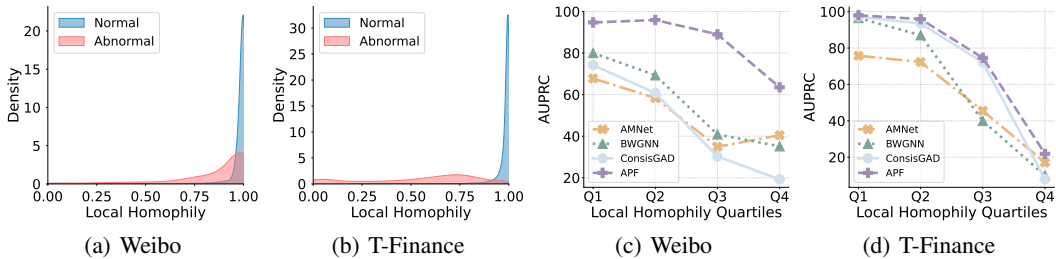 Density
20
15
10
5
0
Normal
Abnormal
0.00 0.25 0.50 0.75 1.00
Local Homophily
(a) Weibo
Density
30
25
20
15
10
5
0
Normal
Abnormal
0.00 0.25 0.50 0.75 1.00
Local Homophily
(b) T-Finance
AUPRC
100
80
60
40
20
AMNet
BWGNN
ConsisGAD
APF
Q1 Q2 Q3 Q4
Local Homophily Quartiles
(c) Weibo
AUPRC
100
80
60
40
20
AMNet
BWGNN
ConsisGAD
APF
Q1 Q2 Q3 Q4
Local Homophily Quartiles
(d) T-Finance